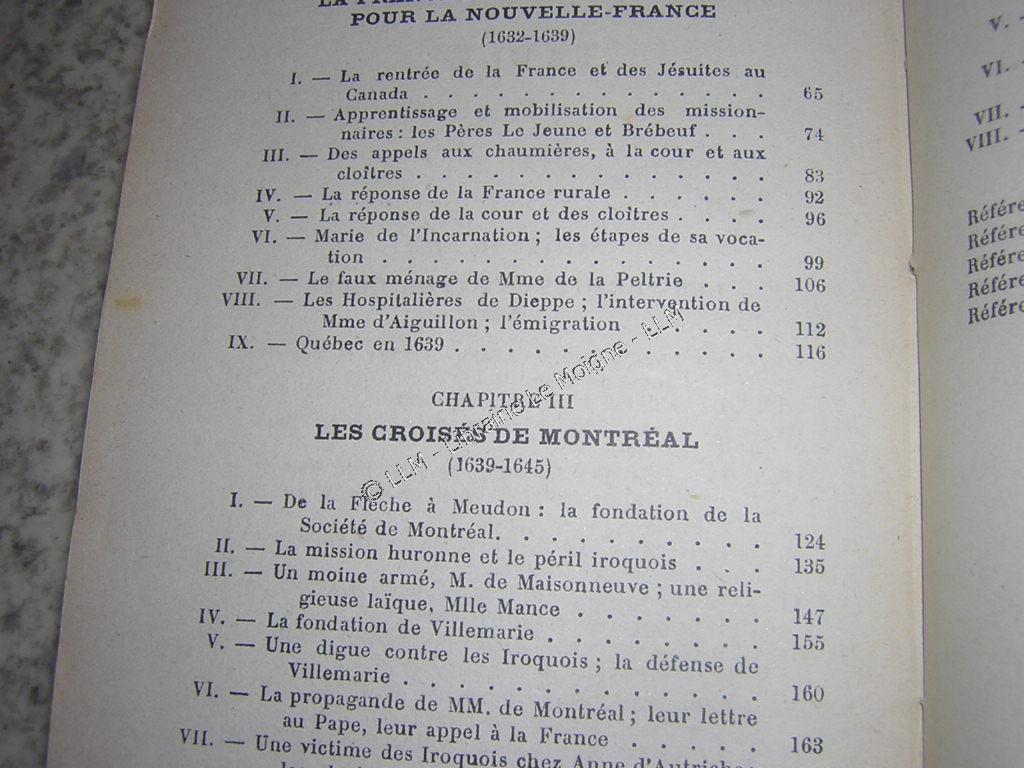 POUR LA NOUVELLE-FRANCE
(1632-1639)
I. — La rentrée de la France et des Jésuites au
Canada . . . . . . . . . . . . . . 65
II. — Apprentissage et mobilisation des mission-
naires : les Pères Le Jeune et Brébeuf . . . 74
III. — Des appels aux chaumières, à la cour et aux
cloîtres . . . . . . . . . . . . . . 83
IV. — La réponse de la France rurale . . . . . . 92
V. — La réponse de la cour et des cloîtres . . . . 96
VI. — Marie de l'Incarnation ; les étapes de sa voca-
tion . . . . . . . . . . . . . . . 99
VII. — Le faux ménage de Mme de la Peltrie . . . 106
VIII. — Les Hospitalières de Dieppe ; l'intervention de
Mme d'Aiguillon ; l'émigration . . . . . . 112
IX. — Québec en 1639 . . . . . . . . . . . . 116
CHAPITRE III
LES CROISÉS DE MONTRÉAL
(1639-1645)
I. — De la Flèche à Meudon : la fondation de la
Société de Montréal. . . . . . . . . . . 124
II. — La mission huronne et le péril iroquois . . . 135
III. — Un moine armé, M. de Maisonneuve ; une reli-
gieuse laïque, Mlle Mance . . . . . . . 147
IV. — La fondation de Villemarie . . . . . . . . 155
V. — Une digue contre les Iroquois ; la défense de
Villemarie . . . . . . . . . . . . . 160
VI. — La propagande de MM. de Montréal ; leur lettre
au Pape, leur appel à la France . . . . . 163
VII. — Une victime des Iroquois chez Anne d'Autriche
© LLM - Librairie Le Moigne - LLM
V. -
VI. -
VII. -
VIII. -
Référe
Référe
Référe
Référe
Référe